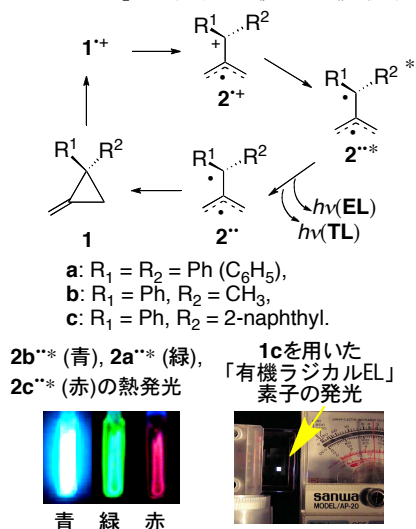 1•+
R1 R2
+
•
2•+
R1 R2 *
•
•
2••*
R1 R2
1
R1 R2
•
•
2••
hν(EL)
hν(TL)
a: R1 = R2 = Ph (C6H5),
b: R1 = Ph, R2 = CH3,
c: R1 = Ph, R2 = 2-naphthyl.
2b••* (青), 2a••* (緑),
2c••* (赤)の熱発光
青 緑 赤
1cを用いた
「有機ラジカルEL」
素子の発光
sanwa
MODEL/AP-20